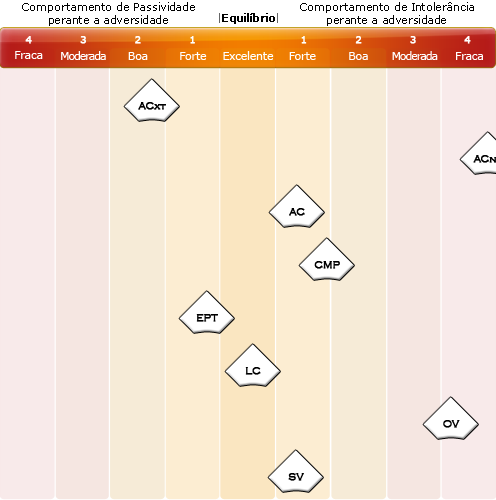 Comportamento de Passividade
perante a adversidade
|Equilíbrio|
Comportamento de Intolerância
perante a adversidade
4 3 2 1 1 2 3 4
Fraca Moderada Boa Forte Excelente Forte Boa Moderada Fraca
ACXT
ACN
AC
CMP
EPT
LC
OV
SV